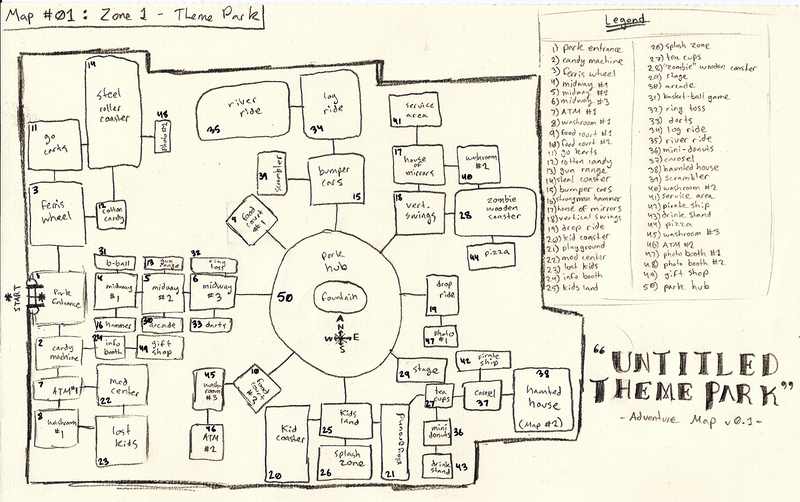 Map #01: Zone 1 - Theme Park
Legend
1) park entrance
2) candy machine
3) ferris wheel
4) midway #1
5) midway #2
6) midway #3
7) ATM #1
8) washroom #1
9) food court #1
10) food court #2
11) go karts
12) cotton candy
13) gun range
14) steel coaster
15) bumper cars
16) strongman hammer
17) house of mirrors
18) vertical swings
19) drop ride
20) kid coaster
21) playground
22) med center
23) lost kids
24) info booth
25) kids land
26) splash zone
27) tea cups
28) "zombie" wooden coaster
29) stage
30) arcade
31) basket-ball game
32) ring toss
33) darts
34) log ride
35) river ride
36) mini-donuts
37) carosel
38) haunted house
39) scrambler
40) washroom #2
41) service area
42) pirate ship
43) drink stand
44) pizza
45) washroom #3
46) ATM #2
47) photo booth #1
48) photo booth #2
49) gift shop
50) park hub
14
steel
roller
coaster
48
photo
11
go
carts
3
Ferris
wheel
12
cotton
candy
river
ride
35
log
ride
34
39
scrambler
bumper
cars
15
service
area
41
17
house of
mirrors
washroom
#2
40
18
vert.
swings
zombie
wooden
coaster
28
44 pizza
food
court #1
31
b-ball
13
gun
range
32
ring
toss
START
Park
Entrance
4
midway
#1
5
midway
#2
6
midway
#3
16
hammer
30
arcade
33 darts
park
hub
50
fountain
N
W E
S
drop
ride
19
photo
47 #1
2
candy
machine
24
info
booth
49
gift
shop
7
ATM #1
med
center
22
8
washroom
#1
lost
kids
23
45
wash
room
#3
46
ATM
#2
10
food
court #2
29 stage
42
pirate
ship
tea
cups
27
Carosel
37
38
haunted
house
(Map #2)
Kid
coaster
20
Kids
land
25
splash
zone
26
21
mini
donuts
36
drink
stand
43
"UNTITLED
THEME PARK"
- Adventure Map v0.1 -